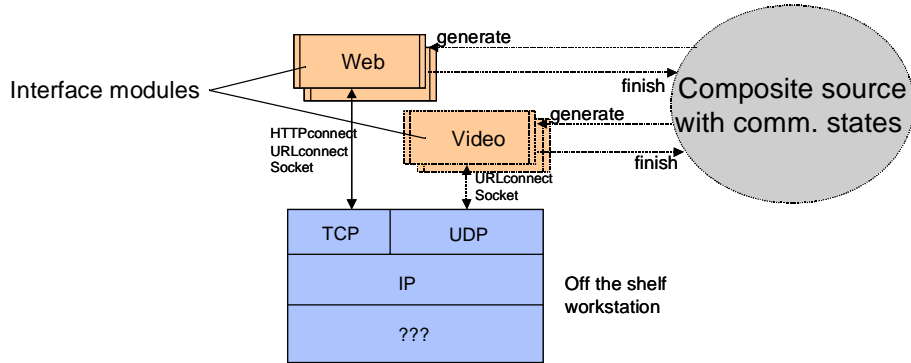 generate
Web
finish
Interface modules
Composite source
with comm. states
generate
HTTPconnect
URLconnect
Socket
Video
finish
URLconnect
Socket
TCP
UDP
IP
Off the shelf
workstation
???